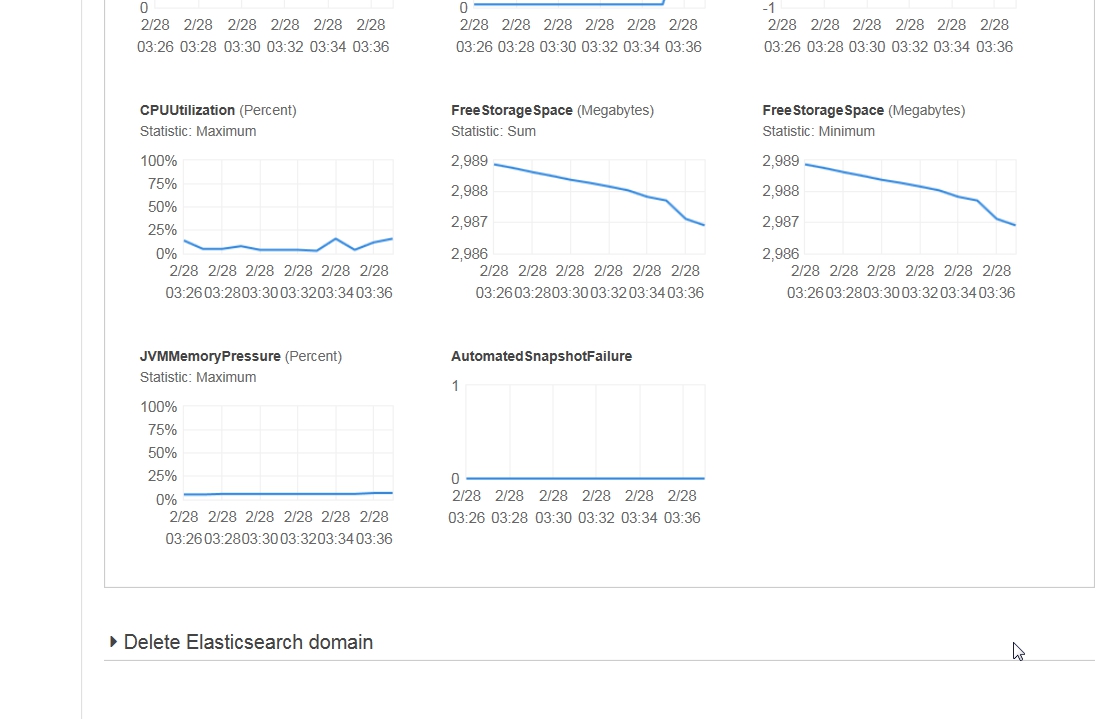 0
2/28 2/28 2/28 2/28 2/28 2/28
03:26 03:28 03:30 03:32 03:34 03:36
0
2/28 2/28 2/28 2/28 2/28 2/28
03:26 03:28 03:30 03:32 03:34 03:36
-1
2/28 2/28 2/28 2/28 2/28 2/28
03:26 03:28 03:30 03:32 03:34 03:36
CPUUtilization (Percent)
Statistic: Maximum
100%
75%
50%
25%
0%
2/28 2/28 2/28 2/28 2/28 2/28
03:26 03:28 03:30 03:32 03:34 03:36
FreeStorageSpace (Megabytes)
Statistic: Sum
2,989
2,988
2,987
2,986
2/28 2/28 2/28 2/28 2/28 2/28
03:26 03:28 03:30 03:32 03:34 03:36
FreeStorageSpace (Megabytes)
Statistic: Minimum
2,989
2,988
2,987
2,986
2/28 2/28 2/28 2/28 2/28 2/28
03:26 03:28 03:30 03:32 03:34 03:36
JVMMemoryPressure (Percent)
Statistic: Maximum
100%
75%
50%
25%
0%
2/28 2/28 2/28 2/28 2/28 2/28
03:26 03:28 03:30 03:32 03:34 03:36
AutomatedSnapshotFailure
1
0
2/28 2/28 2/28 2/28 2/28 2/28
03:26 03:28 03:30 03:32 03:34 03:36
Delete Elasticsearch domain